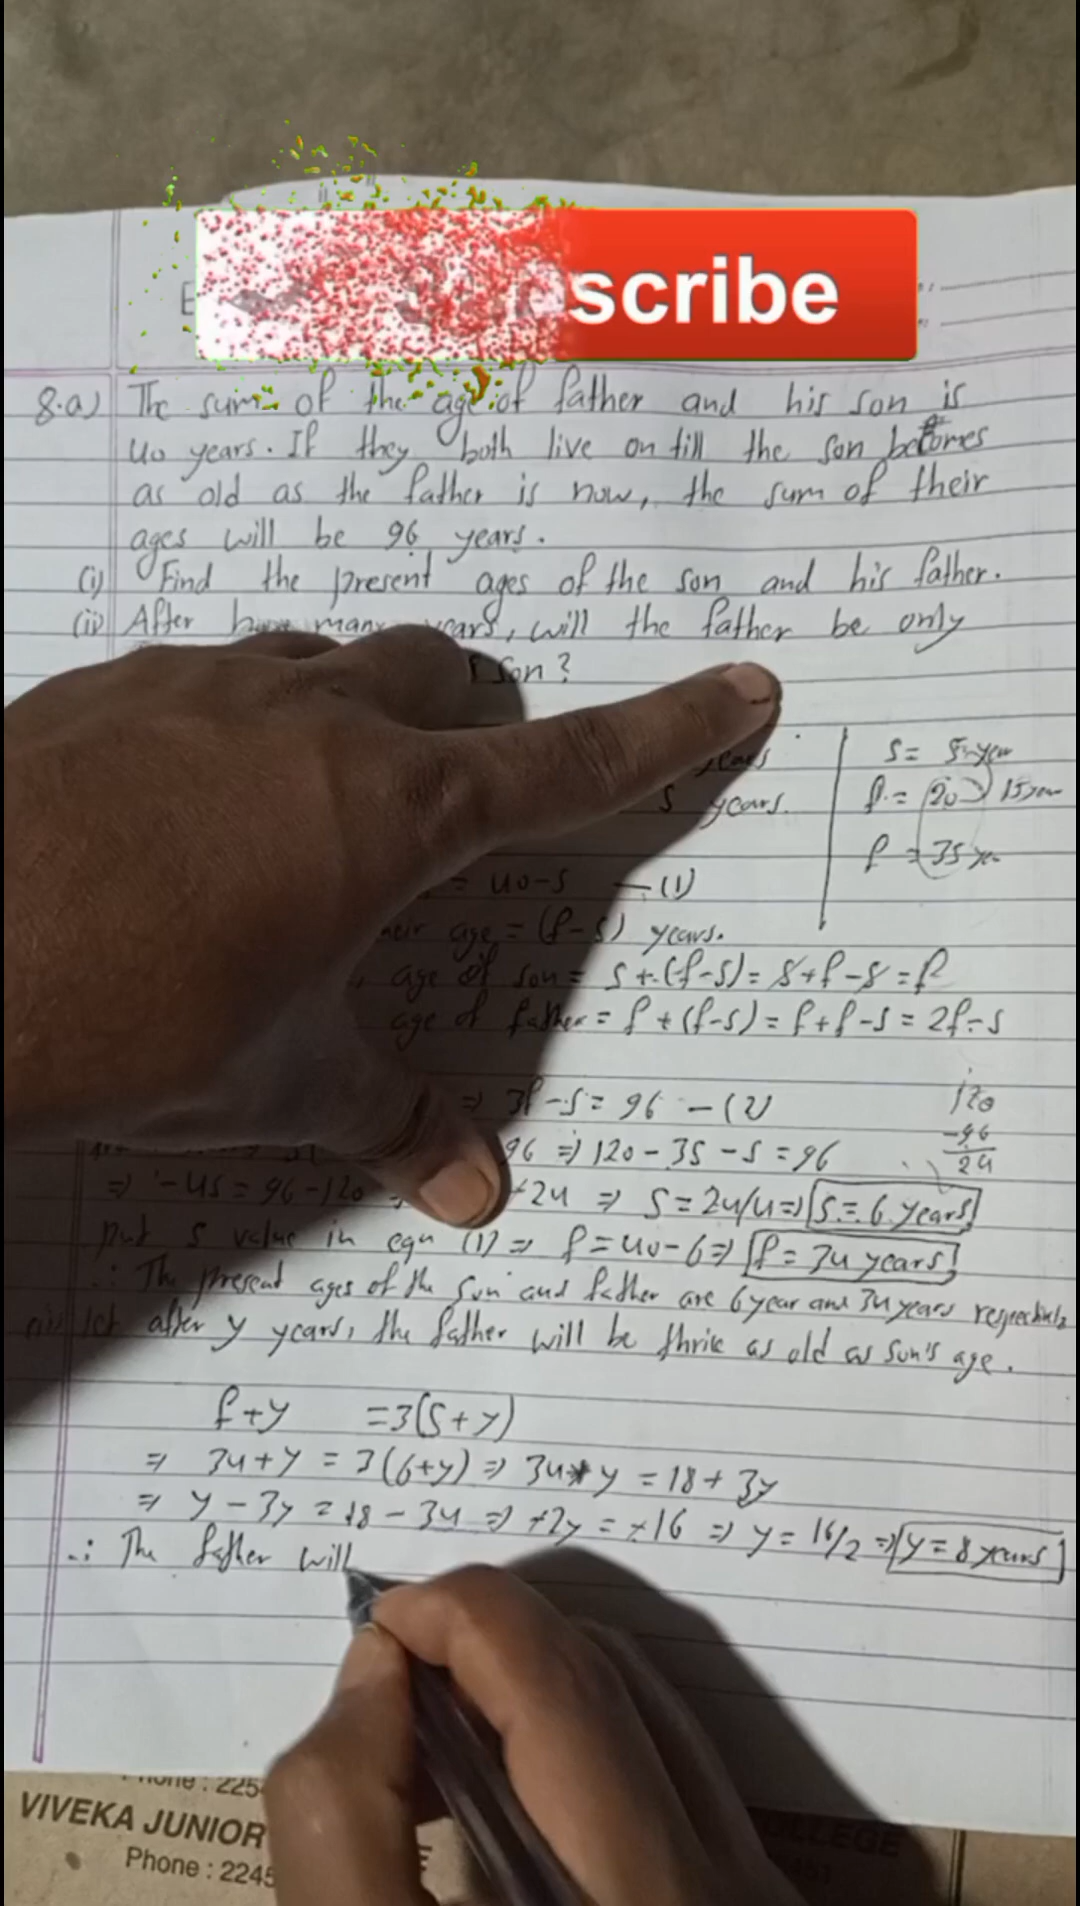 scribe
8.a) The sum of the age of father and his son is
40 years. If they both live on till the son becomes
as old as the father is now, the sum of their
ages will be 96 years.
(i) Find the present ages of the son and his father.
(ii) After how many years, will the father be only
son?
years
S years.
S = 5 year
f = 20 15 year
f = 35 ye
= 40-S — (1)
age = (f-S) years.
age of son = S + (f-S) = S+f-S = f
age of father = f + (f-S) = f+f-S = 2f-S
⇒ 3f-S = 96 — (2)
120
-96
24
96 ⇒ 120 - 3S - S = 96
⇒ -4S = 96-120 +24 ⇒ S = 24/4 ⇒ S = 6 years
put S value in eqn (1) ⇒ f = 40-6 ⇒ f = 34 years
∴ The present ages of the son and father are 6 year and 34 years respectively
let after y years, the father will be thrice as old as son's age.
f+y = 3(S+y)
⇒ 34+y = 3(6+y) ⇒ 34+y = 18+3y
⇒ y-3y = 18-34 ⇒ -2y = -16 ⇒ y = 16/2 ⇒ y = 8 years
∴ The father will
Phone : 225
VIVEKA JUNIOR COLLEGE
Phone : 2245